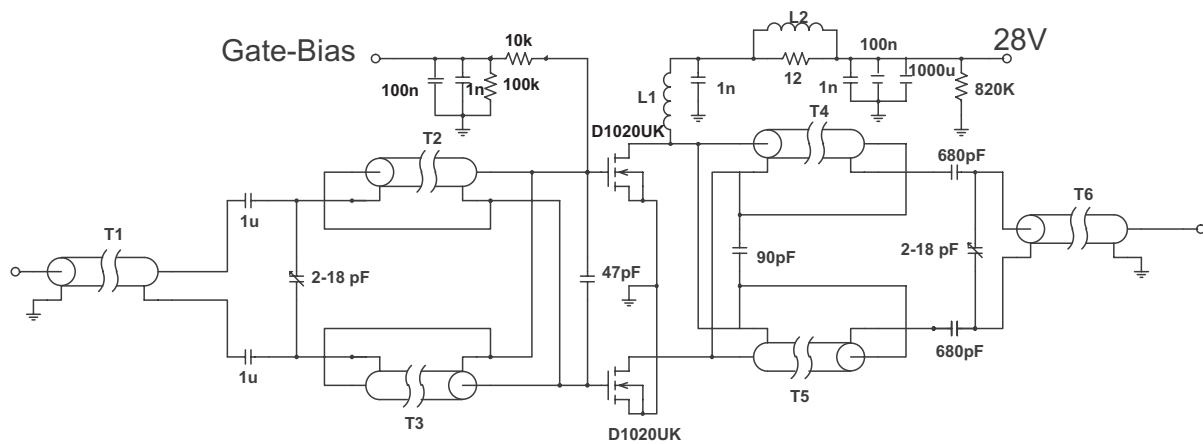 L2
Gate-Bias
10k
100n
28V
100n
1n
100k
L1
1n
12
1n
1000u
820K
D1020UK
T4
T2
680pF
1u
T6
T1
2-18 pF
47pF
90pF
2-18 pF
1u
680pF
T3
T5
D1020UK